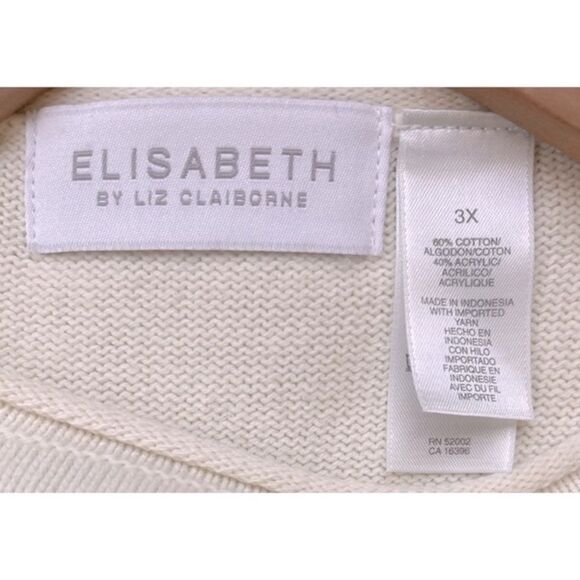 ELISABETH
BY LIZ CLAIBORNE
3X
60% COTTON/
ALGODON/COTON
40% ACRYLIC/
ACRILICO/
ACRYLIQUE
MADE IN INDONESIA
WITH IMPORTED
YARN
HECHO EN
INDONESIA
CON HILO
IMPORTADO
FABRIQUE EN
INDONESIE
AVEC DU FIL
IMPORTE
RN 52002
CA 16396